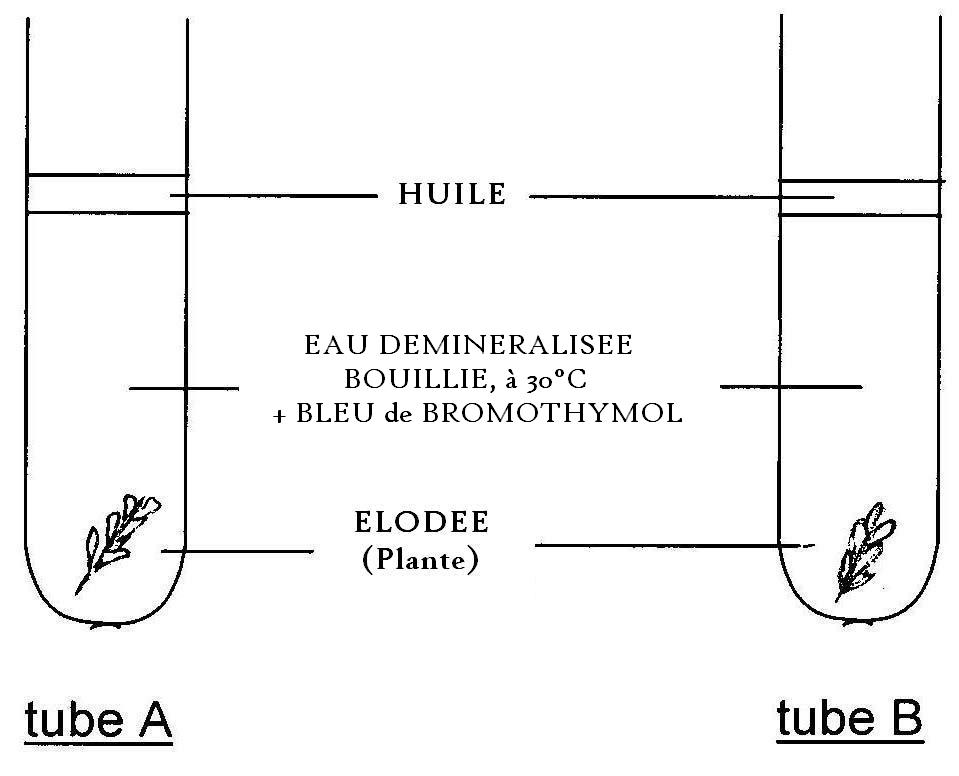 HUILE
EAU DEMINERALISEE
BOUILLIE, à 30°C
+ BLEU de BROMOTHYMOL
ELODEE
(Plante)
tube A
tube B